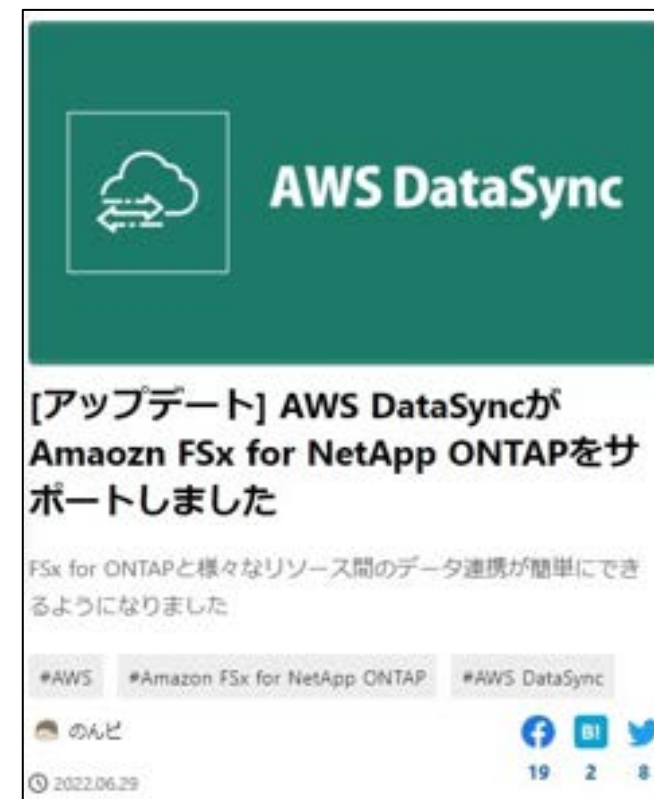 AWS DataSync
[アップデート] AWS DataSyncが
Amaozn FSx for NetApp ONTAPをサ
ポートしました
FSx for ONTAPと様々なリソース間のデータ連携が簡単にでき
るようになりました
#AWS #Amazon FSx for NetApp ONTAP #AWS DataSync
のんピ
B!
2022.06.29 19 2 8